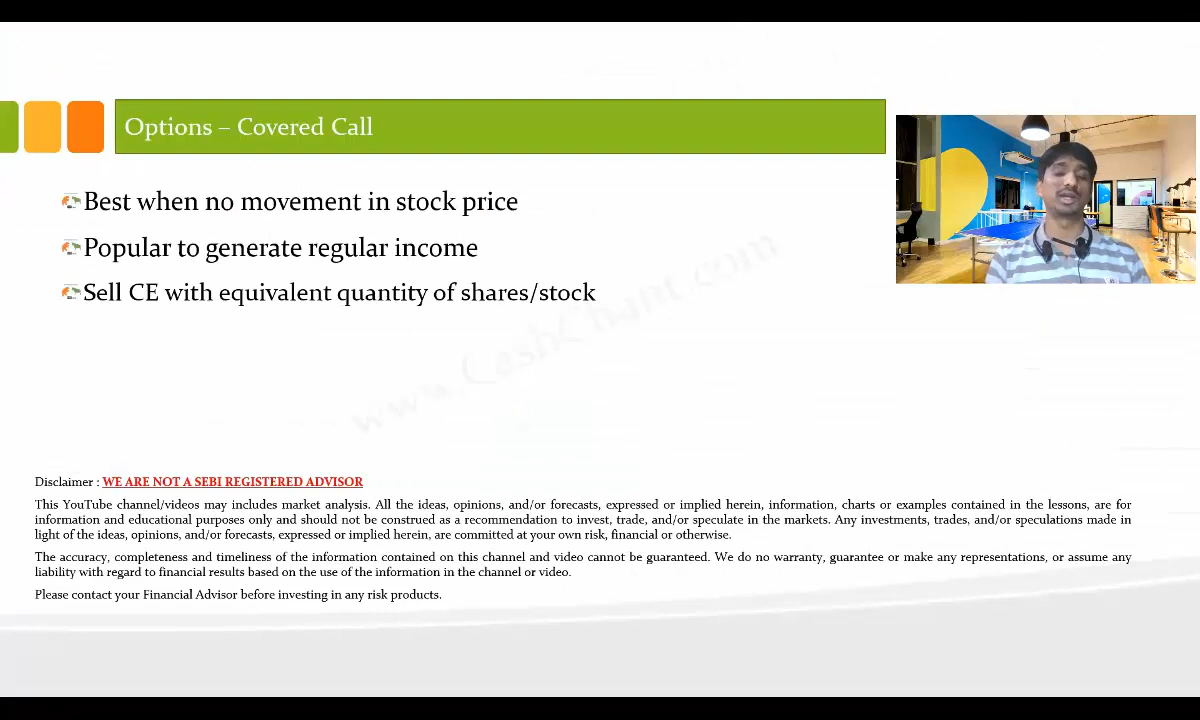 Options – Covered Call
Best when no movement in stock price
Popular to generate regular income
Sell CE with equivalent quantity of shares/stock
www.CashChant.com
Disclaimer : WE ARE NOT A SEBI REGISTERED ADVISOR
This YouTube channel/videos may includes market analysis. All the ideas, opinions, and/or forecasts, expressed or implied herein, information, charts or examples contained in the lessons, are for
information and educational purposes only and should not be construed as a recommendation to invest, trade, and/or speculate in the markets. Any investments, trades, and/or speculations made in
light of the ideas, opinions, and/or forecasts, expressed or implied herein, are committed at your own risk, financial or otherwise.
The accuracy, completeness and timeliness of the information contained on this channel and video cannot be guaranteed. We do no warranty, guarantee or make any representations, or assume any
liability with regard to financial results based on the use of the information in the channel or video.
Please contact your Financial Advisor before investing in any risk products.